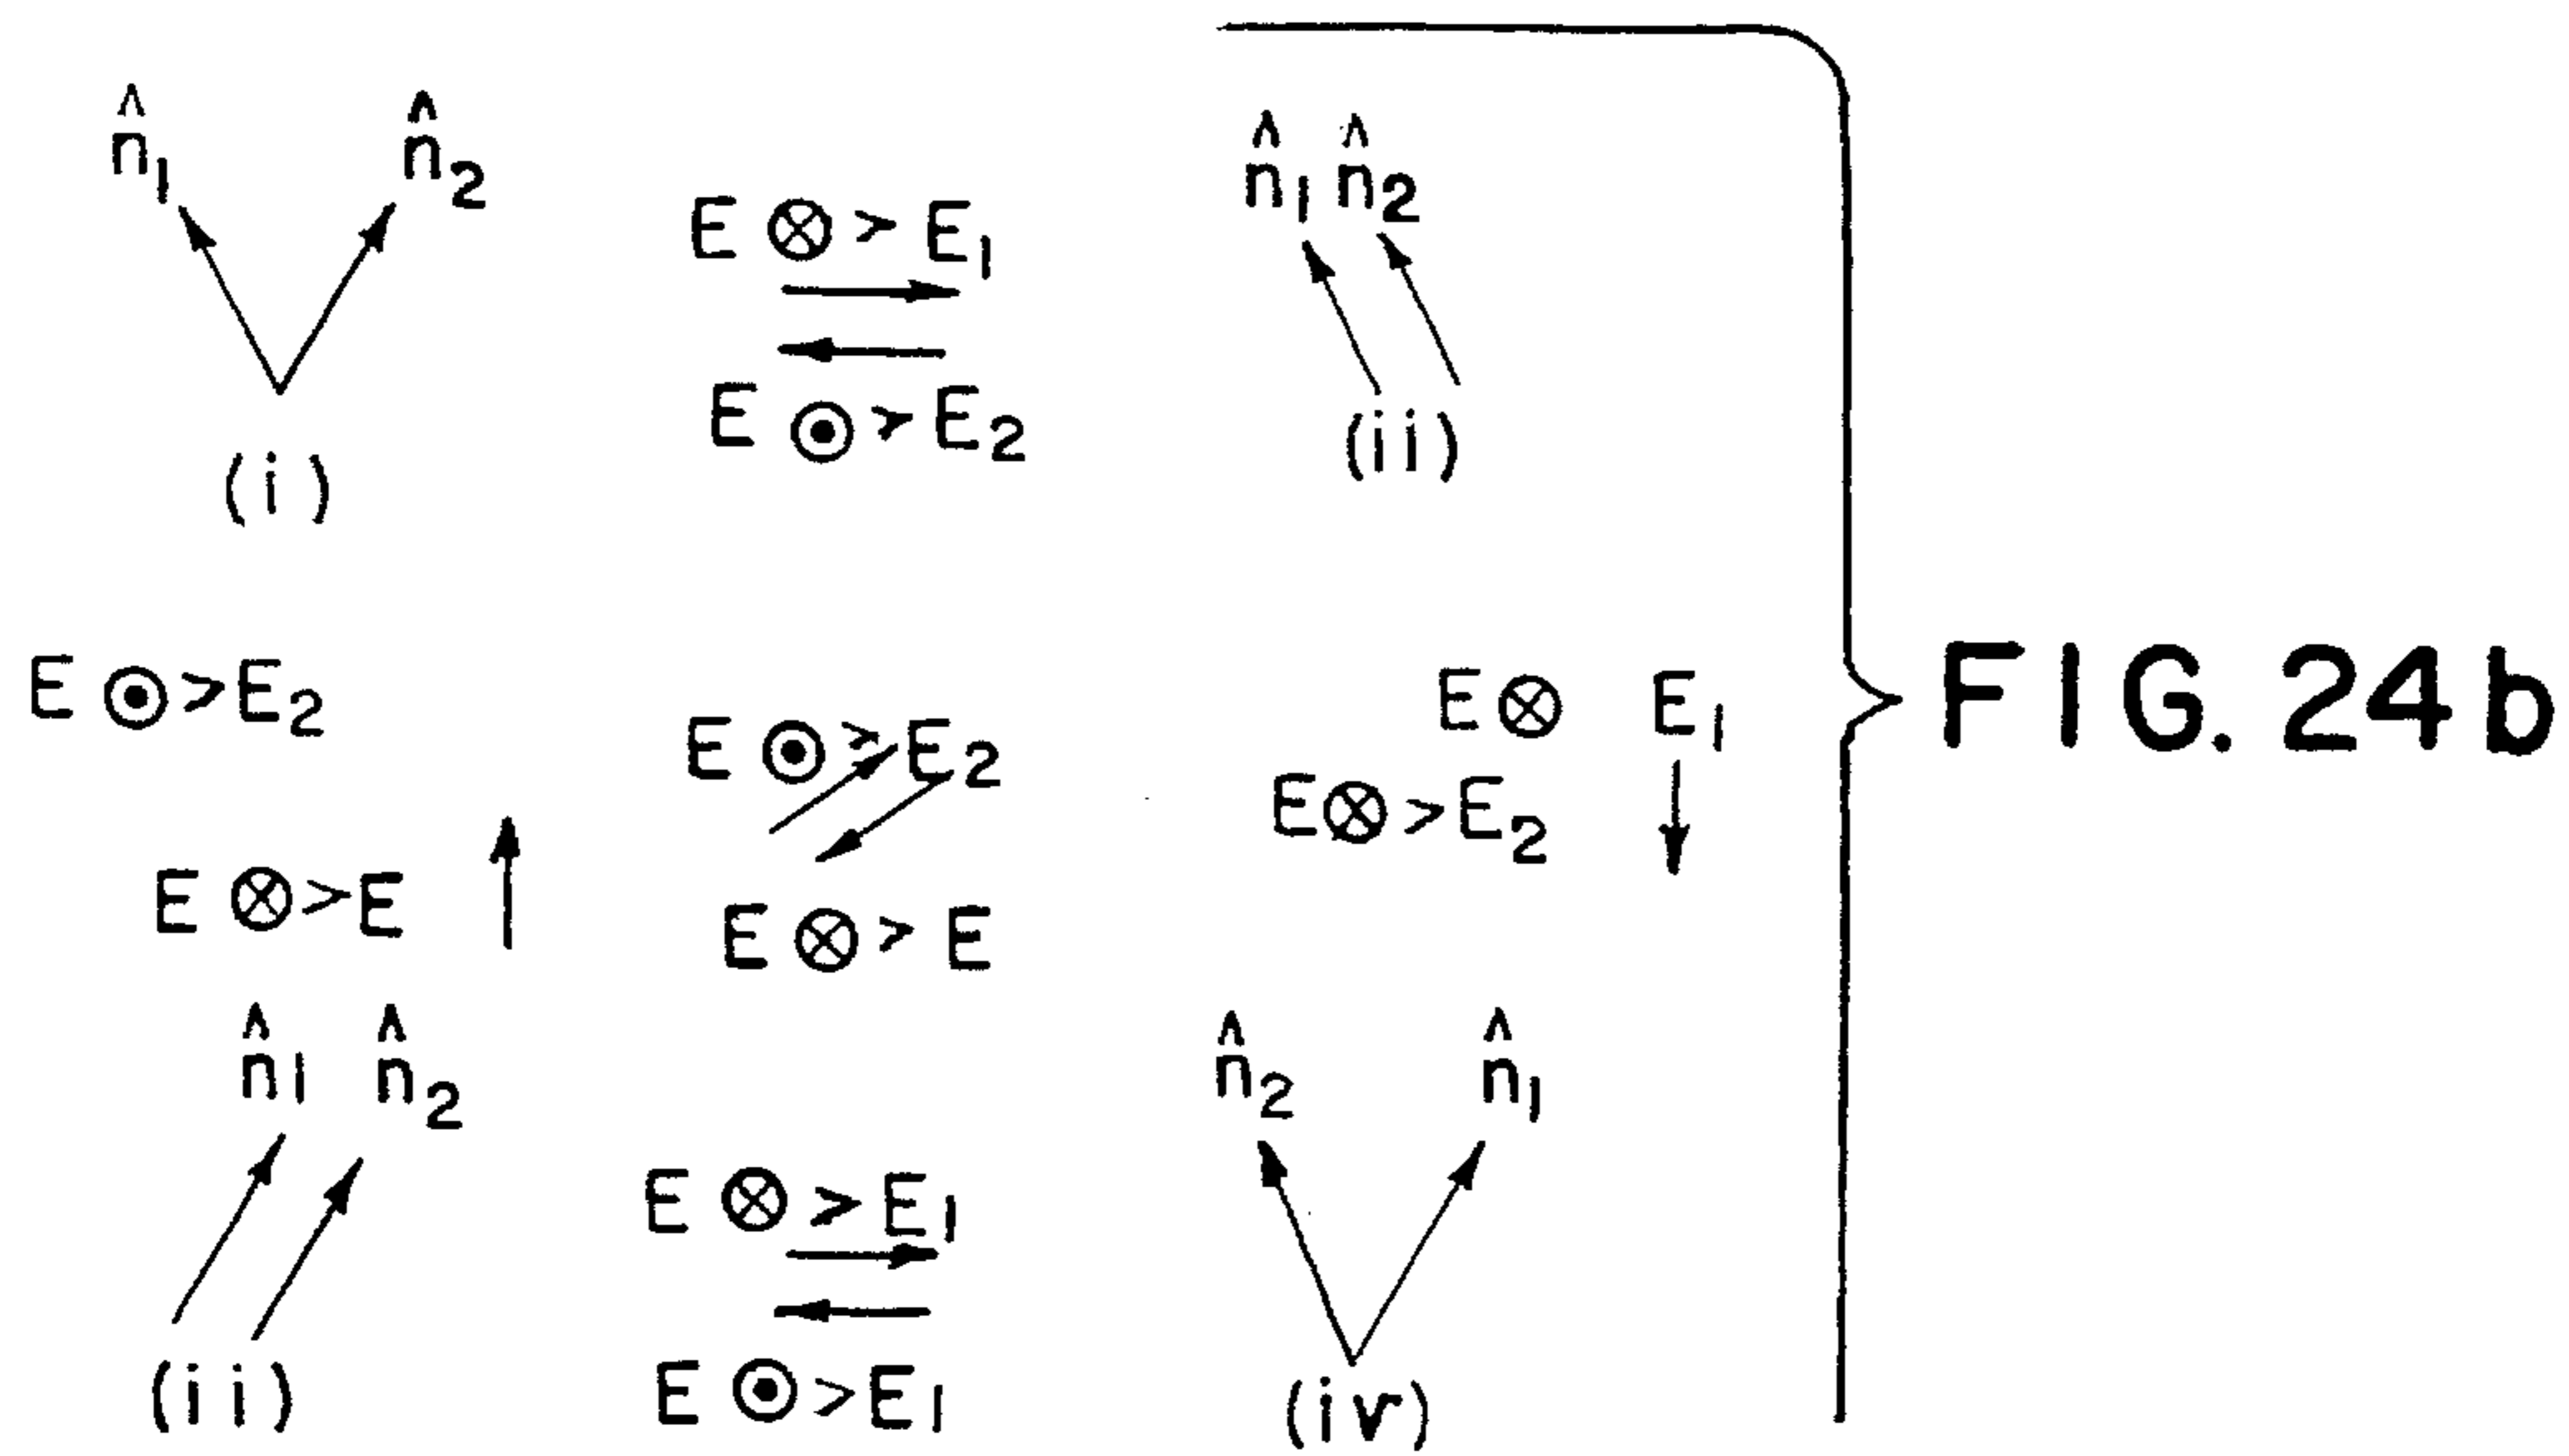 n̂₁ n̂₂
E ⊗ > E₁
E ⊙ > E₂
n̂₁ n̂₂
(i)
(ii)
E ⊙ > E₂
E ⊗ > E
E ⊙ > E₂
E ⊗ > E
E ⊗ E₁
E ⊗ > E₂
FIG. 24b
n̂₁ n̂₂
(ii)
E ⊗ > E₁
E ⊙ > E₁
n̂₂ n̂₁
(iv)